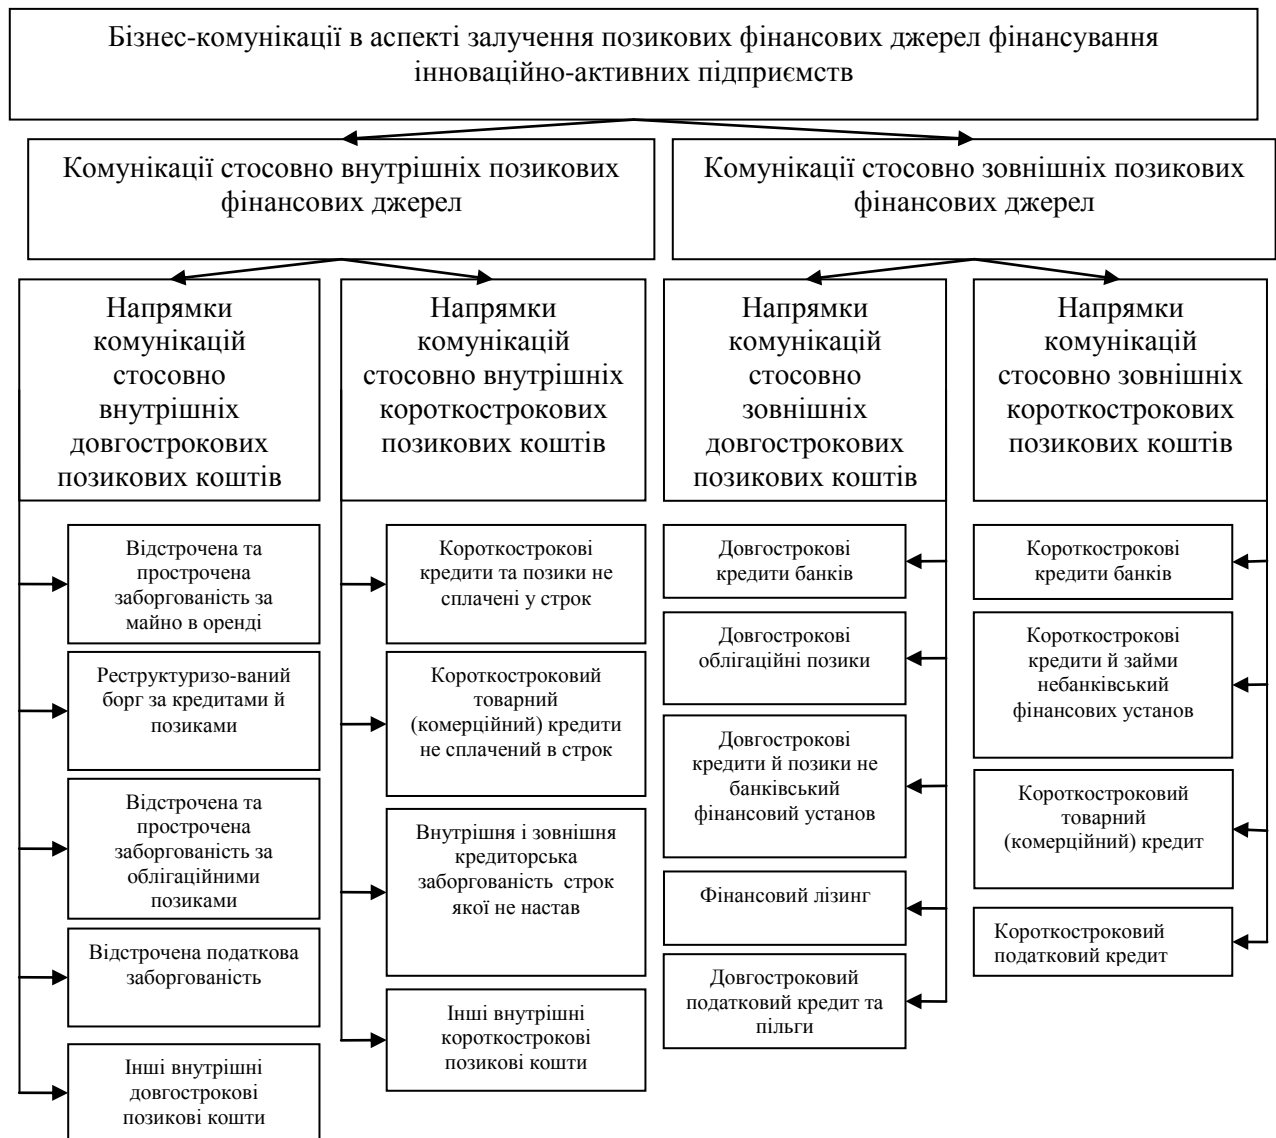 Бізнес-комунікації в аспекті залучення позикових фінансових джерел фінансування
інноваційно-активних підприємств
Комунікації стосовно внутрішніх позикових
фінансових джерел
Комунікації стосовно зовнішніх позикових
фінансових джерел
Напрямки
комунікацій
стосовно
внутрішніх
довгострокових
позикових коштів
Напрямки
комунікацій
стосовно внутрішніх
короткострокових
позикових коштів
Напрямки
комунікацій
стосовно
зовнішніх
довгострокових
позикових коштів
Напрямки
комунікацій
стосовно зовнішніх
короткострокових
позикових коштів
Відстрочена та
прострочена
заборгованість за
майно в оренді
Реструктуризо-ваний
борг за кредитами й
позиками
Відстрочена та
прострочена
заборгованість за
облігаційними
позиками
Відстрочена податкова
заборгованість
Інші внутрішні
довгострокові
позикові кошти
Короткострокові
кредити та позики не
сплачені у строк
Короткостроковий
товарний
(комерційний) кредити
не сплачений в строк
Внутрішня і зовнішня
кредиторська
заборгованість строк
якої не настав
Інші внутрішні
короткострокові
позикові кошти
Довгострокові
кредити банків
Довгострокові
облігаційні позики
Довгострокові
кредити й позики не
банківський
фінансовий установ
Фінансовий лізинг
Довгостроковий
податковий кредит та
пільги
Короткострокові
кредити банків
Короткострокові
кредити й займи
небанківський
фінансових установ
Короткостроковий
товарний
(комерційний) кредит
Короткостроковий
податковий кредит